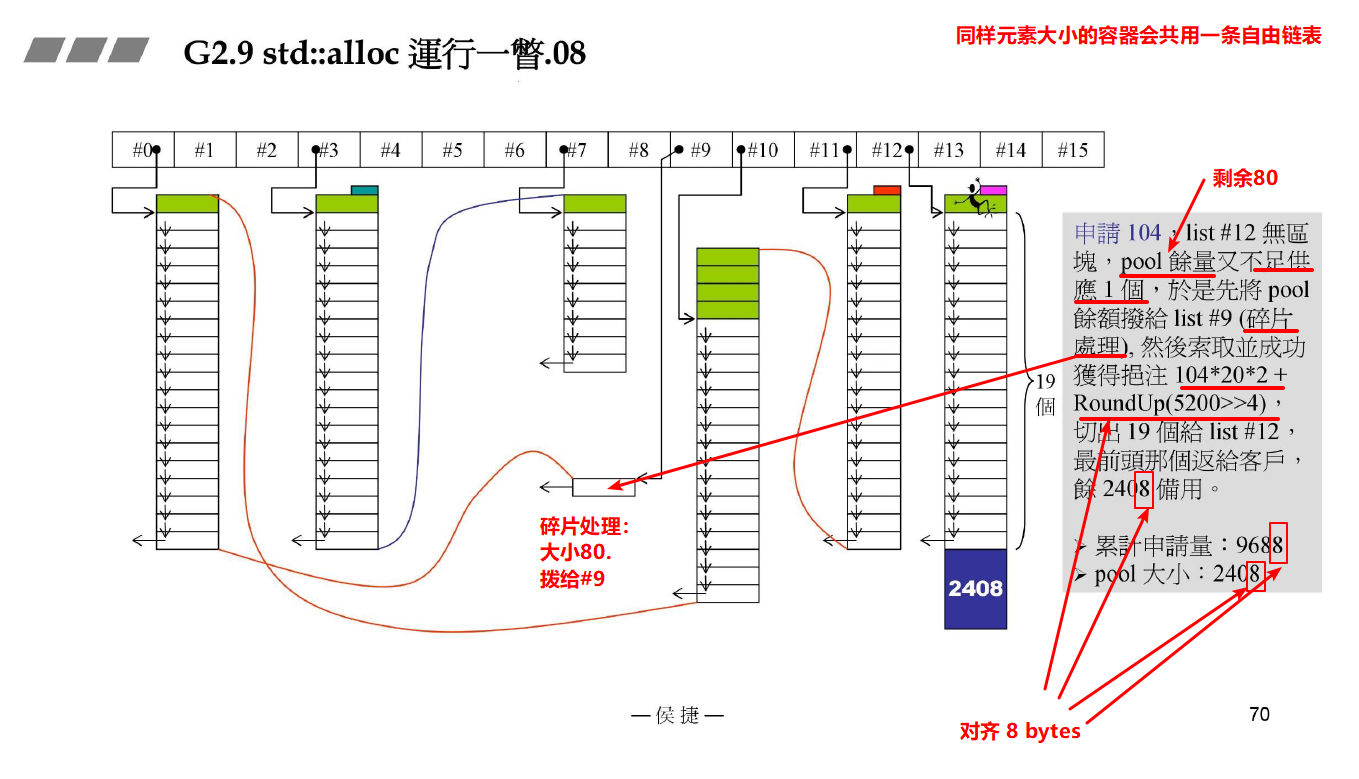 同样元素大小的容器会共用一条自由链表
G2.9 std::alloc 運行一瞥.08
#0 #1 #2 #3 #4 #5 #6 #7 #8 #9 #10 #11 #12 #13 #14 #15
剩余80
申請 104，list #12 無區
塊，pool 餘量又不足供
應 1 個，於是先將 pool
餘額撥給 list #9 (碎片
處理), 然後索取並成功
獲得挹注 104*20*2 +
RoundUp(5200>>4)，
切出 19 個給 list #12，
最前頭那個返給客戶，
餘 2408 備用。
➢ 累計申請量：9688
➢ pool 大小：2408
19
個
碎片处理：
大小80.
拨给#9
2408
对齐 8 bytes
— 侯 捷 —
70